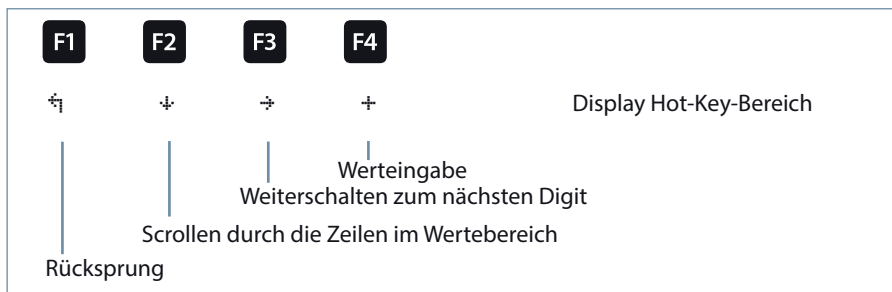 F1 F2 F3 F4
↰ ↓ → + Display Hot-Key-Bereich
Werteingabe
Weiterschalten zum nächsten Digit
Scrollen durch die Zeilen im Wertebereich
Rücksprung